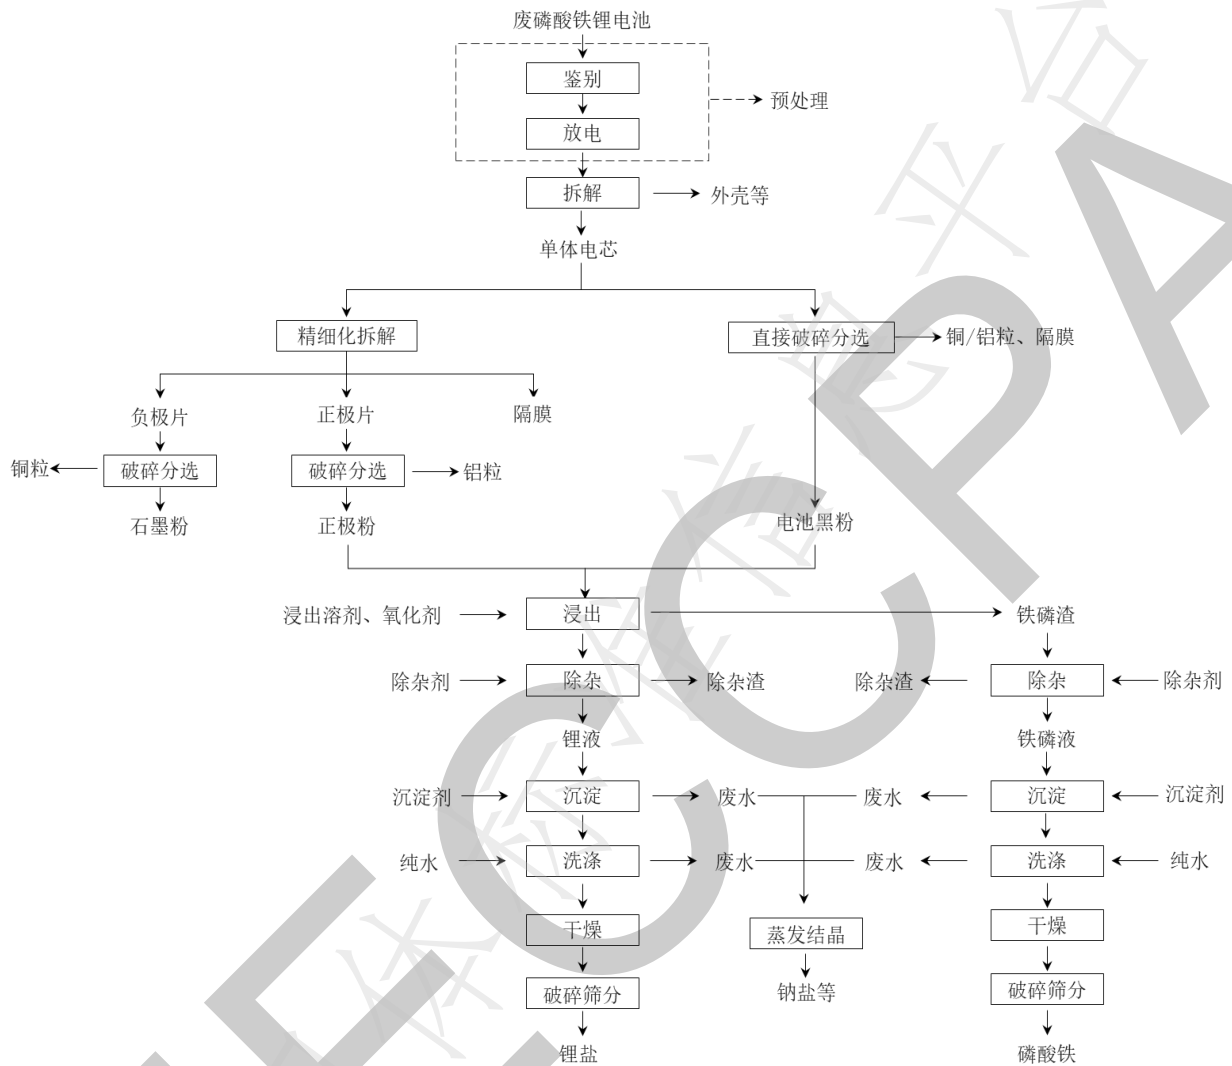 废磷酸铁锂电池
鉴别
预处理
放电
拆解 外壳等
单体电芯
精细化拆解 直接破碎分选 铜/铝粒、隔膜
负极片 正极片 隔膜
铜粒 破碎分选 破碎分选 铝粒
石墨粉 正极粉 电池黑粉
浸出溶剂、氧化剂 浸出 铁磷渣
除杂剂 除杂 除杂渣 除杂渣 除杂 除杂剂
锂液 铁磷液
沉淀剂 沉淀 废水 废水 沉淀 沉淀剂
纯水 洗涤 废水 废水 洗涤 纯水
干燥 蒸发结晶 干燥
破碎筛分 钠盐等 破碎筛分
锂盐 磷酸铁